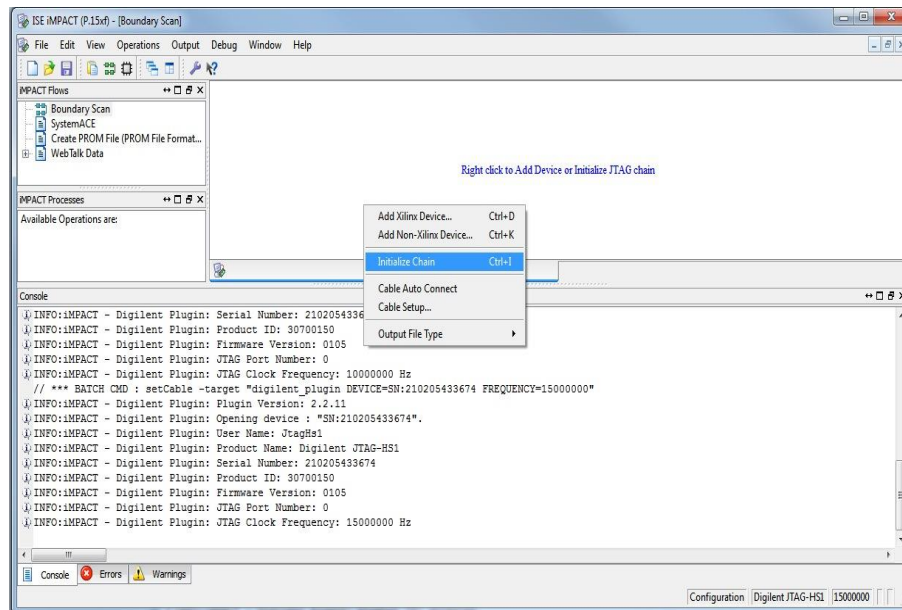 ISE iMPACT (P.15xf) - [Boundary Scan]
File Edit View Operations Output Debug Window Help
iMPACT Flows
Boundary Scan
SystemACE
Create PROM File (PROM File Format...
WebTalk Data
Right click to Add Device or Initialize JTAG chain
iMPACT Processes
Available Operations are:
Add Xilinx Device... Ctrl+D
Add Non-Xilinx Device... Ctrl+K
Initialize Chain Ctrl+I
Cable Auto Connect
Cable Setup...
Output File Type
Console
INFO:iMPACT - Digilent Plugin: Serial Number: 2102054336
INFO:iMPACT - Digilent Plugin: Product ID: 30700150
INFO:iMPACT - Digilent Plugin: Firmware Version: 0105
INFO:iMPACT - Digilent Plugin: JTAG Port Number: 0
INFO:iMPACT - Digilent Plugin: JTAG Clock Frequency: 10000000 Hz
// *** BATCH CMD : setCable -target "digilent_plugin DEVICE=SN:210205433674 FREQUENCY=15000000"
INFO:iMPACT - Digilent Plugin: Plugin Version: 2.2.11
INFO:iMPACT - Digilent Plugin: Opening device : "SN:210205433674".
INFO:iMPACT - Digilent Plugin: User Name: JtagHs1
INFO:iMPACT - Digilent Plugin: Product Name: Digilent JTAG-HS1
INFO:iMPACT - Digilent Plugin: Serial Number: 210205433674
INFO:iMPACT - Digilent Plugin: Product ID: 30700150
INFO:iMPACT - Digilent Plugin: Firmware Version: 0105
INFO:iMPACT - Digilent Plugin: JTAG Port Number: 0
INFO:iMPACT - Digilent Plugin: JTAG Clock Frequency: 15000000 Hz
Console Errors Warnings
Configuration Digilent JTAG-HS1 15000000